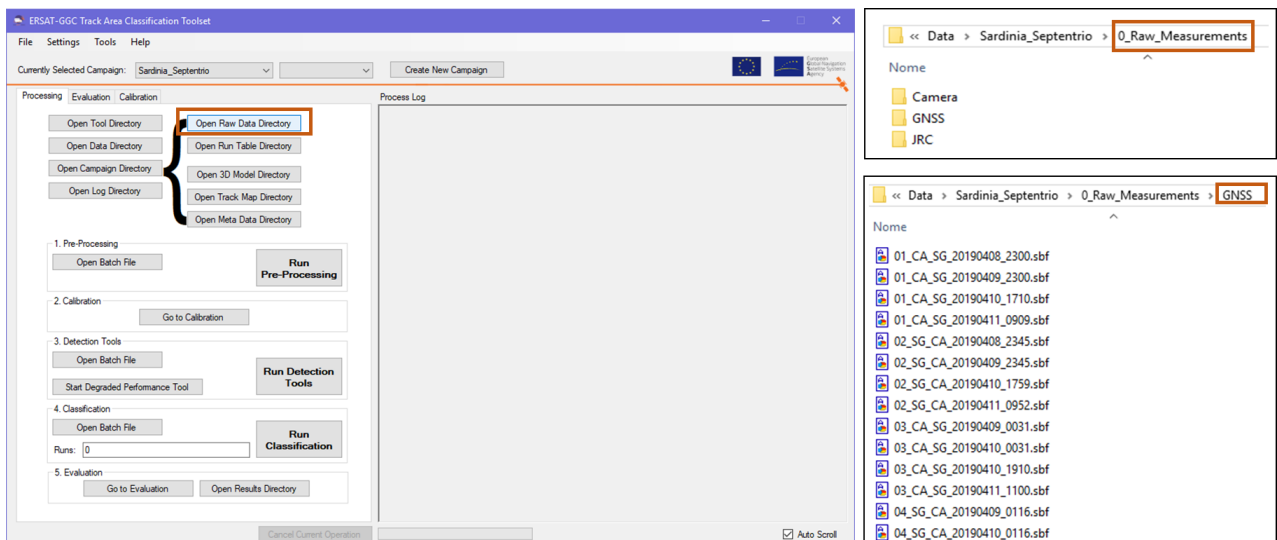 ERSAT-GGC Track Area Classification Toolset
File Settings Tools Help
Currently Selected Campaign: Sardinia_Septentrio Create New Campaign
European
Global Navigation
Satellite Systems
Agency
Processing Evaluation Calibration
Process Log
Open Tool Directory Open Raw Data Directory
Open Data Directory Open Run Table Directory
Open Campaign Directory Open 3D Model Directory
Open Log Directory Open Track Map Directory
Open Meta Data Directory
1. Pre-Processing
Open Batch File
Run
Pre-Processing
2. Calibration
Go to Calibration
3. Detection Tools
Open Batch File
Start Degraded Performance Tool
Run Detection
Tools
4. Classification
Open Batch File
Runs: 0
Run
Classification
5. Evaluation
Go to Evaluation Open Results Directory
Cancel Current Operation
Auto Scroll
« Data > Sardinia_Septentrio > 0_Raw_Measurements
Nome
Camera
GNSS
JRC
« Data > Sardinia_Septentrio > 0_Raw_Measurements > GNSS
Nome
01_CA_SG_20190408_2300.sbf
01_CA_SG_20190409_2300.sbf
01_CA_SG_20190410_1710.sbf
01_CA_SG_20190411_0909.sbf
02_SG_CA_20190408_2345.sbf
02_SG_CA_20190409_2345.sbf
02_SG_CA_20190410_1759.sbf
02_SG_CA_20190411_0952.sbf
03_CA_SG_20190409_0031.sbf
03_CA_SG_20190410_0031.sbf
03_CA_SG_20190410_1910.sbf
03_CA_SG_20190411_1100.sbf
04_SG_CA_20190409_0116.sbf
04_SG_CA_20190410_0116.sbf